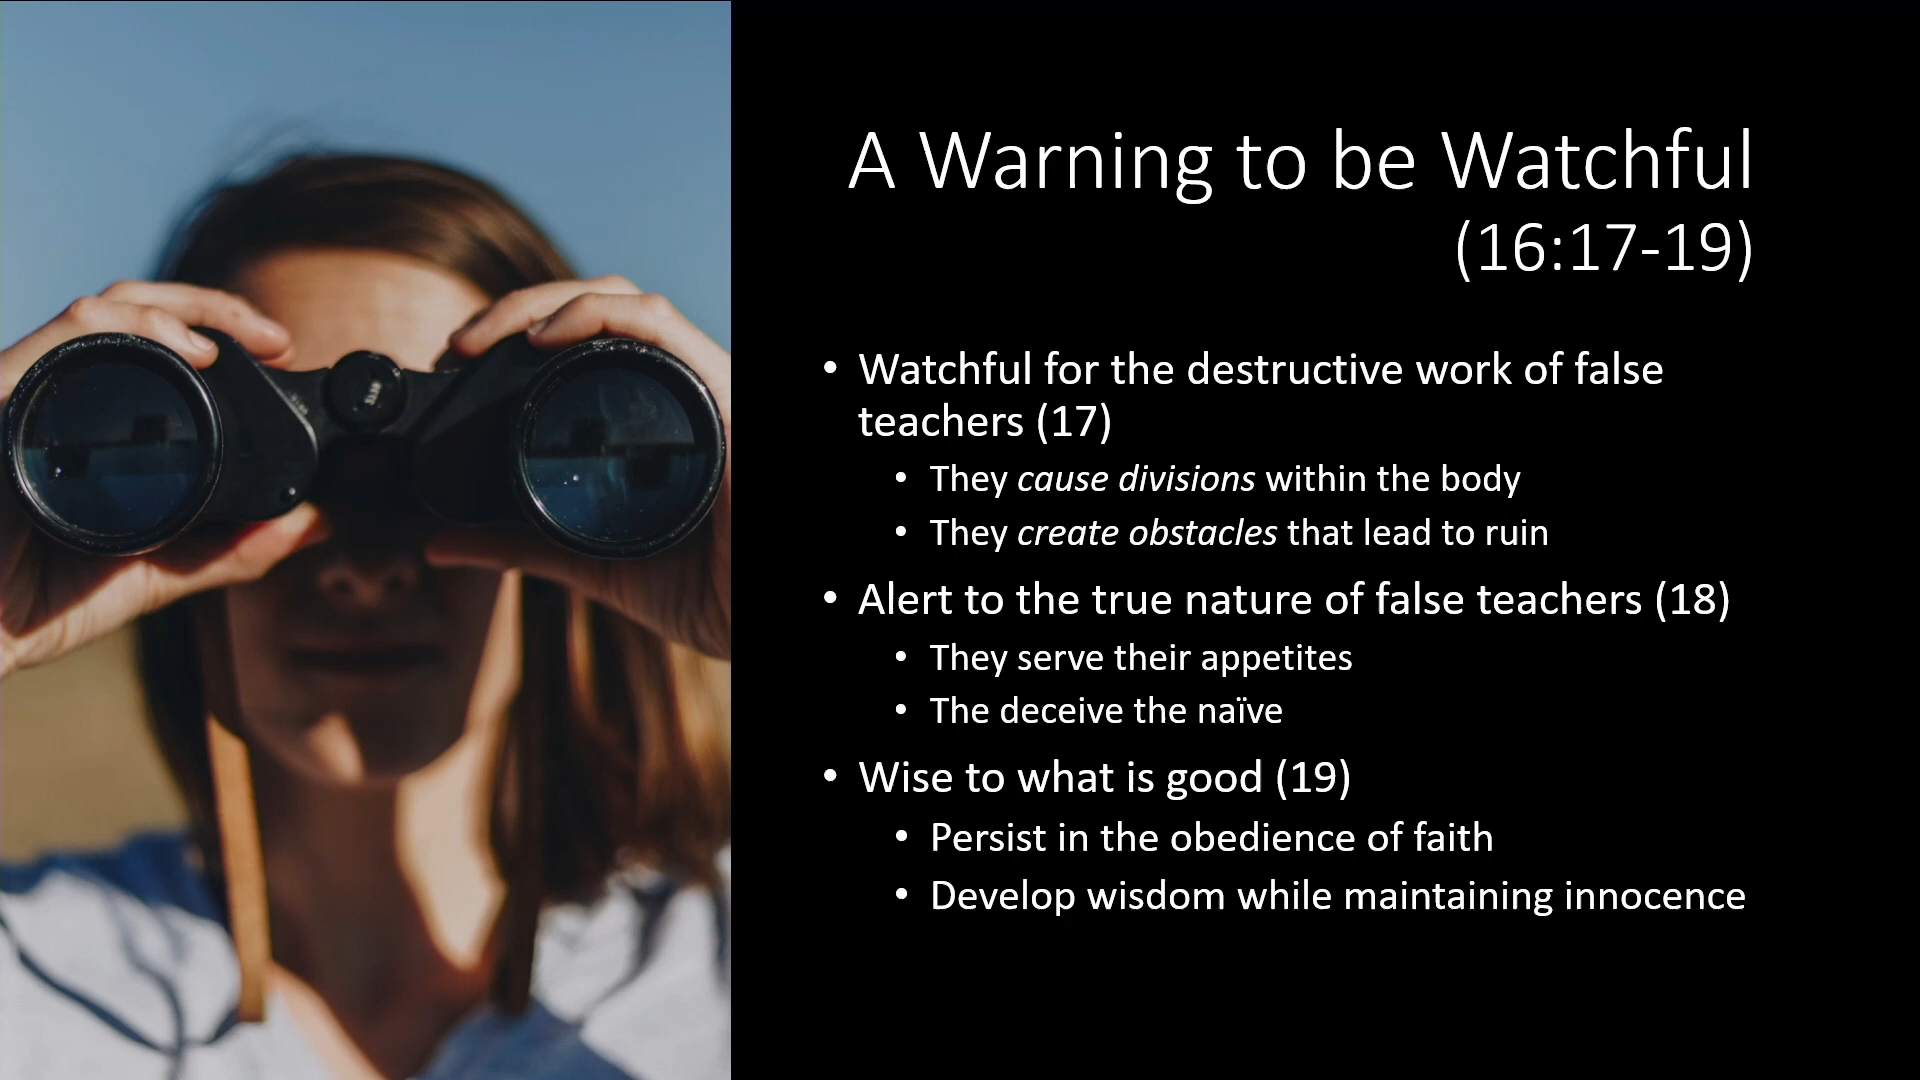 A Warning to be Watchful
(16:17-19)
• Watchful for the destructive work of false
teachers (17)
• They cause divisions within the body
• They create obstacles that lead to ruin
• Alert to the true nature of false teachers (18)
• They serve their appetites
• The deceive the naïve
• Wise to what is good (19)
• Persist in the obedience of faith
• Develop wisdom while maintaining innocence